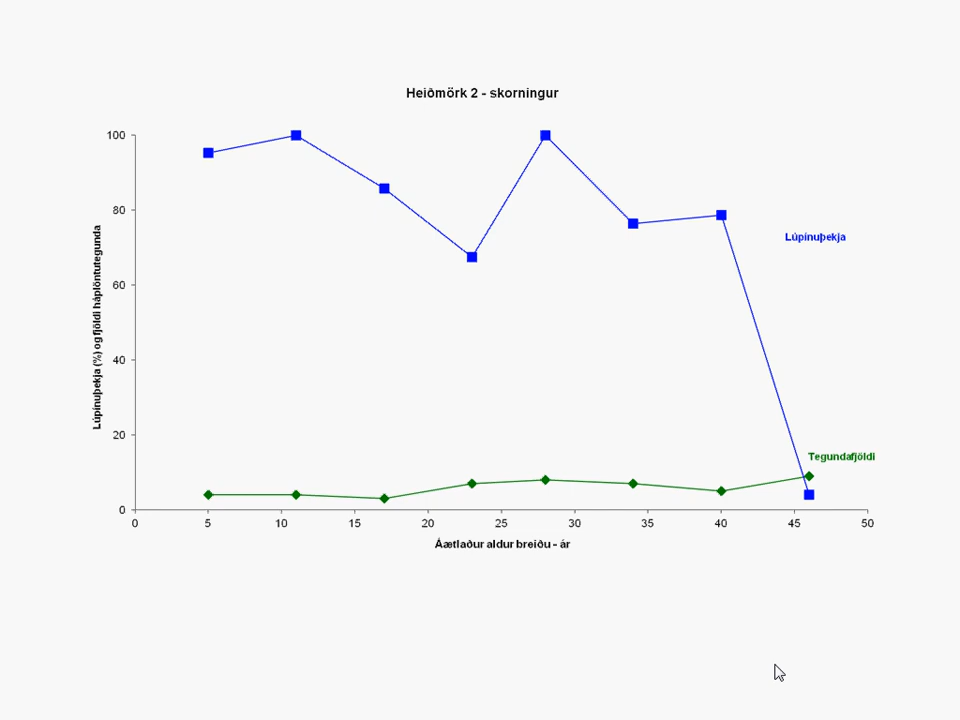 Heiðmörk 2 - skorningur
Lúpínuþekja (%) og fjöldi háplöntutegunda
100
80
60
40
20
0
Lúpínuþekja
Tegundafjöldi
0 5 10 15 20 25 30 35 40 45 50
Áætlaður aldur breiðu - ár